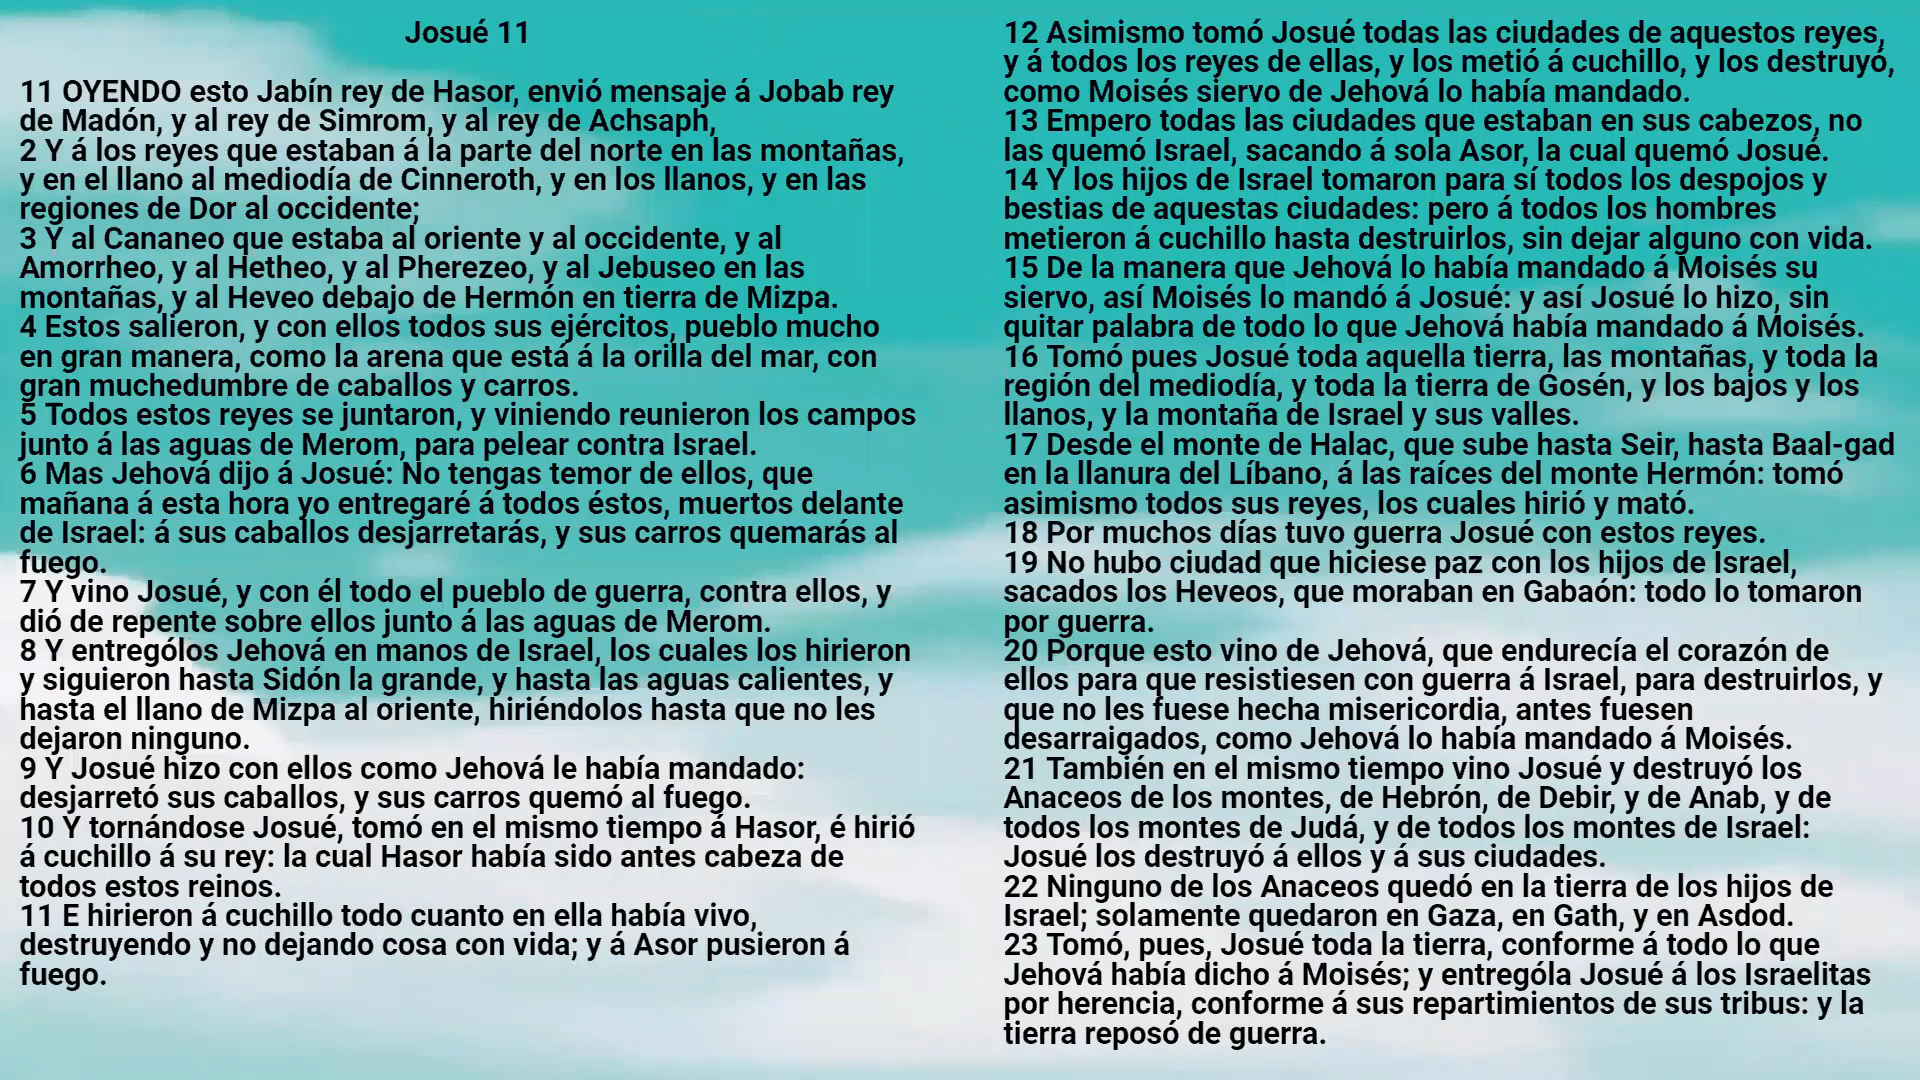 Josué 11
11 OYENDO esto Jabín rey de Hasor, envió mensaje á Jobab rey
de Madón, y al rey de Simrom, y al rey de Achsaph,
2 Y á los reyes que estaban á la parte del norte en las montañas,
y en el llano al mediodía de Cinneroth, y en los llanos, y en las
regiones de Dor al occidente;
3 Y al Cananeo que estaba al oriente y al occidente, y al
Amorrheo, y al Hetheo, y al Pherezeo, y al Jebuseo en las
montañas, y al Heveo debajo de Hermón en tierra de Mizpa.
4 Estos salieron, y con ellos todos sus ejércitos, pueblo mucho
en gran manera, como la arena que está á la orilla del mar, con
gran muchedumbre de caballos y carros.
5 Todos estos reyes se juntaron, y viniendo reunieron los campos
junto á las aguas de Merom, para pelear contra Israel.
6 Mas Jehová dijo á Josué: No tengas temor de ellos, que
mañana á esta hora yo entregaré á todos éstos, muertos delante
de Israel: á sus caballos desjarretarás, y sus carros quemarás al
fuego.
7 Y vino Josué, y con él todo el pueblo de guerra, contra ellos, y
dió de repente sobre ellos junto á las aguas de Merom.
8 Y entrególos Jehová en manos de Israel, los cuales los hirieron
y siguieron hasta Sidón la grande, y hasta las aguas calientes, y
hasta el llano de Mizpa al oriente, hiriéndolos hasta que no les
dejaron ninguno.
9 Y Josué hizo con ellos como Jehová le había mandado:
desjarretó sus caballos, y sus carros quemó al fuego.
10 Y tornándose Josué, tomó en el mismo tiempo á Hasor, é hirió
á cuchillo á su rey: la cual Hasor había sido antes cabeza de
todos estos reinos.
11 E hirieron á cuchillo todo cuanto en ella había vivo,
destruyendo y no dejando cosa con vida; y á Asor pusieron á
fuego.
12 Asimismo tomó Josué todas las ciudades de aquestos reyes,
y á todos los reyes de ellas, y los metió á cuchillo, y los destruyó,
como Moisés siervo de Jehová lo había mandado.
13 Empero todas las ciudades que estaban en sus cabezos, no
las quemó Israel, sacando á sola Asor, la cual quemó Josué.
14 Y los hijos de Israel tomaron para sí todos los despojos y
bestias de aquestas ciudades: pero á todos los hombres
metieron á cuchillo hasta destruirlos, sin dejar alguno con vida.
15 De la manera que Jehová lo había mandado á Moisés su
siervo, así Moisés lo mandó á Josué: y así Josué lo hizo, sin
quitar palabra de todo lo que Jehová había mandado á Moisés.
16 Tomó pues Josué toda aquella tierra, las montañas, y toda la
región del mediodía, y toda la tierra de Gosén, y los bajos y los
llanos, y la montaña de Israel y sus valles.
17 Desde el monte de Halac, que sube hasta Seir, hasta Baal-gad
en la llanura del Líbano, á las raíces del monte Hermón: tomó
asimismo todos sus reyes, los cuales hirió y mató.
18 Por muchos días tuvo guerra Josué con estos reyes.
19 No hubo ciudad que hiciese paz con los hijos de Israel,
sacados los Heveos, que moraban en Gabaón: todo lo tomaron
por guerra.
20 Porque esto vino de Jehová, que endurecía el corazón de
ellos para que resistiesen con guerra á Israel, para destruirlos, y
que no les fuese hecha misericordia, antes fuesen
desarraigados, como Jehová lo había mandado á Moisés.
21 También en el mismo tiempo vino Josué y destruyó los
Anaceos de los montes, de Hebrón, de Debir, y de Anab, y de
todos los montes de Judá, y de todos los montes de Israel:
Josué los destruyó á ellos y á sus ciudades.
22 Ninguno de los Anaceos quedó en la tierra de los hijos de
Israel; solamente quedaron en Gaza, en Gath, y en Asdod.
23 Tomó, pues, Josué toda la tierra, conforme á todo lo que
Jehová había dicho á Moisés; y entrególa Josué á los Israelitas
por herencia, conforme á sus repartimientos de sus tribus: y la
tierra reposó de guerra.